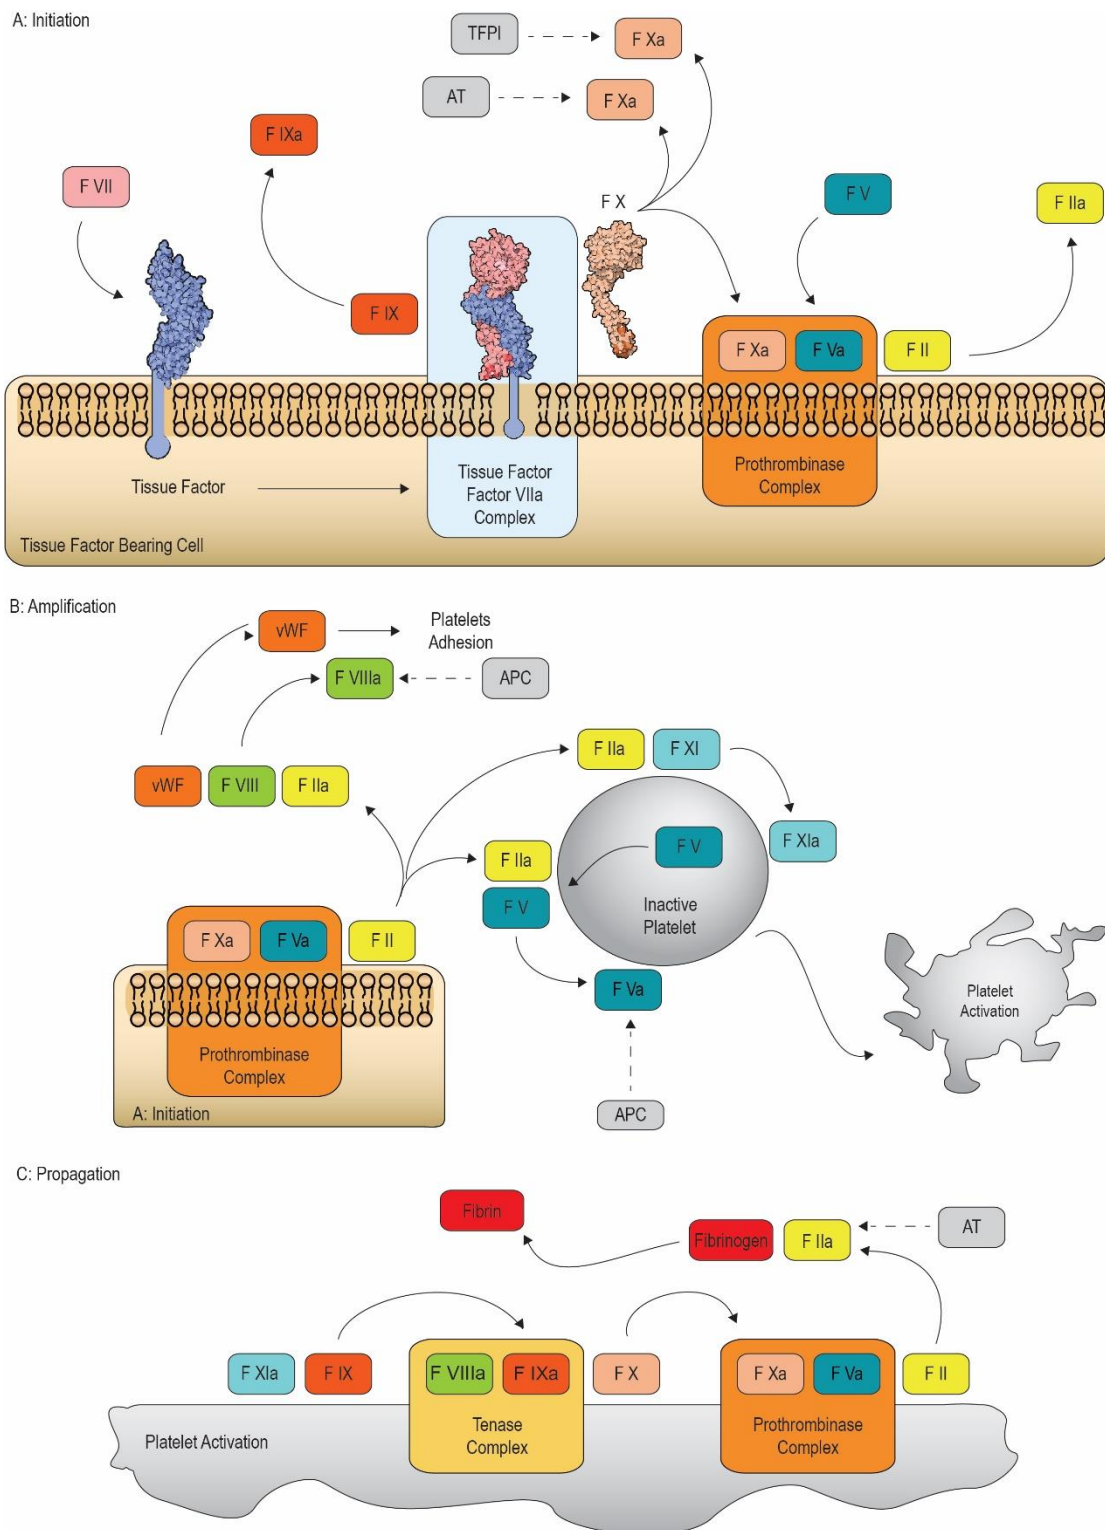 A: Initiation
TFPI
F Xa
AT
F Xa
F IXa
F VII
F X
F V
F IIa
F IX
F Xa
F Va
F II
Prothrombinase
Complex
Tissue Factor
Tissue Factor
Factor VIIa
Complex
Tissue Factor Bearing Cell
B: Amplification
vWF
Platelets
Adhesion
F VIIIa
APC
F IIa
F XI
vWF
F VIII
F IIa
F XIa
F IIa
F V
Inactive
Platelet
F V
F Xa
F Va
F II
F Va
Platelet
Activation
Prothrombinase
Complex
A: Initiation
APC
C: Propagation
Fibrin
Fibrinogen
F IIa
AT
F XIa
F IX
F VIIIa
F IXa
F X
F Xa
F Va
F II
Platelet Activation
Tenase
Complex
Prothrombinase
Complex